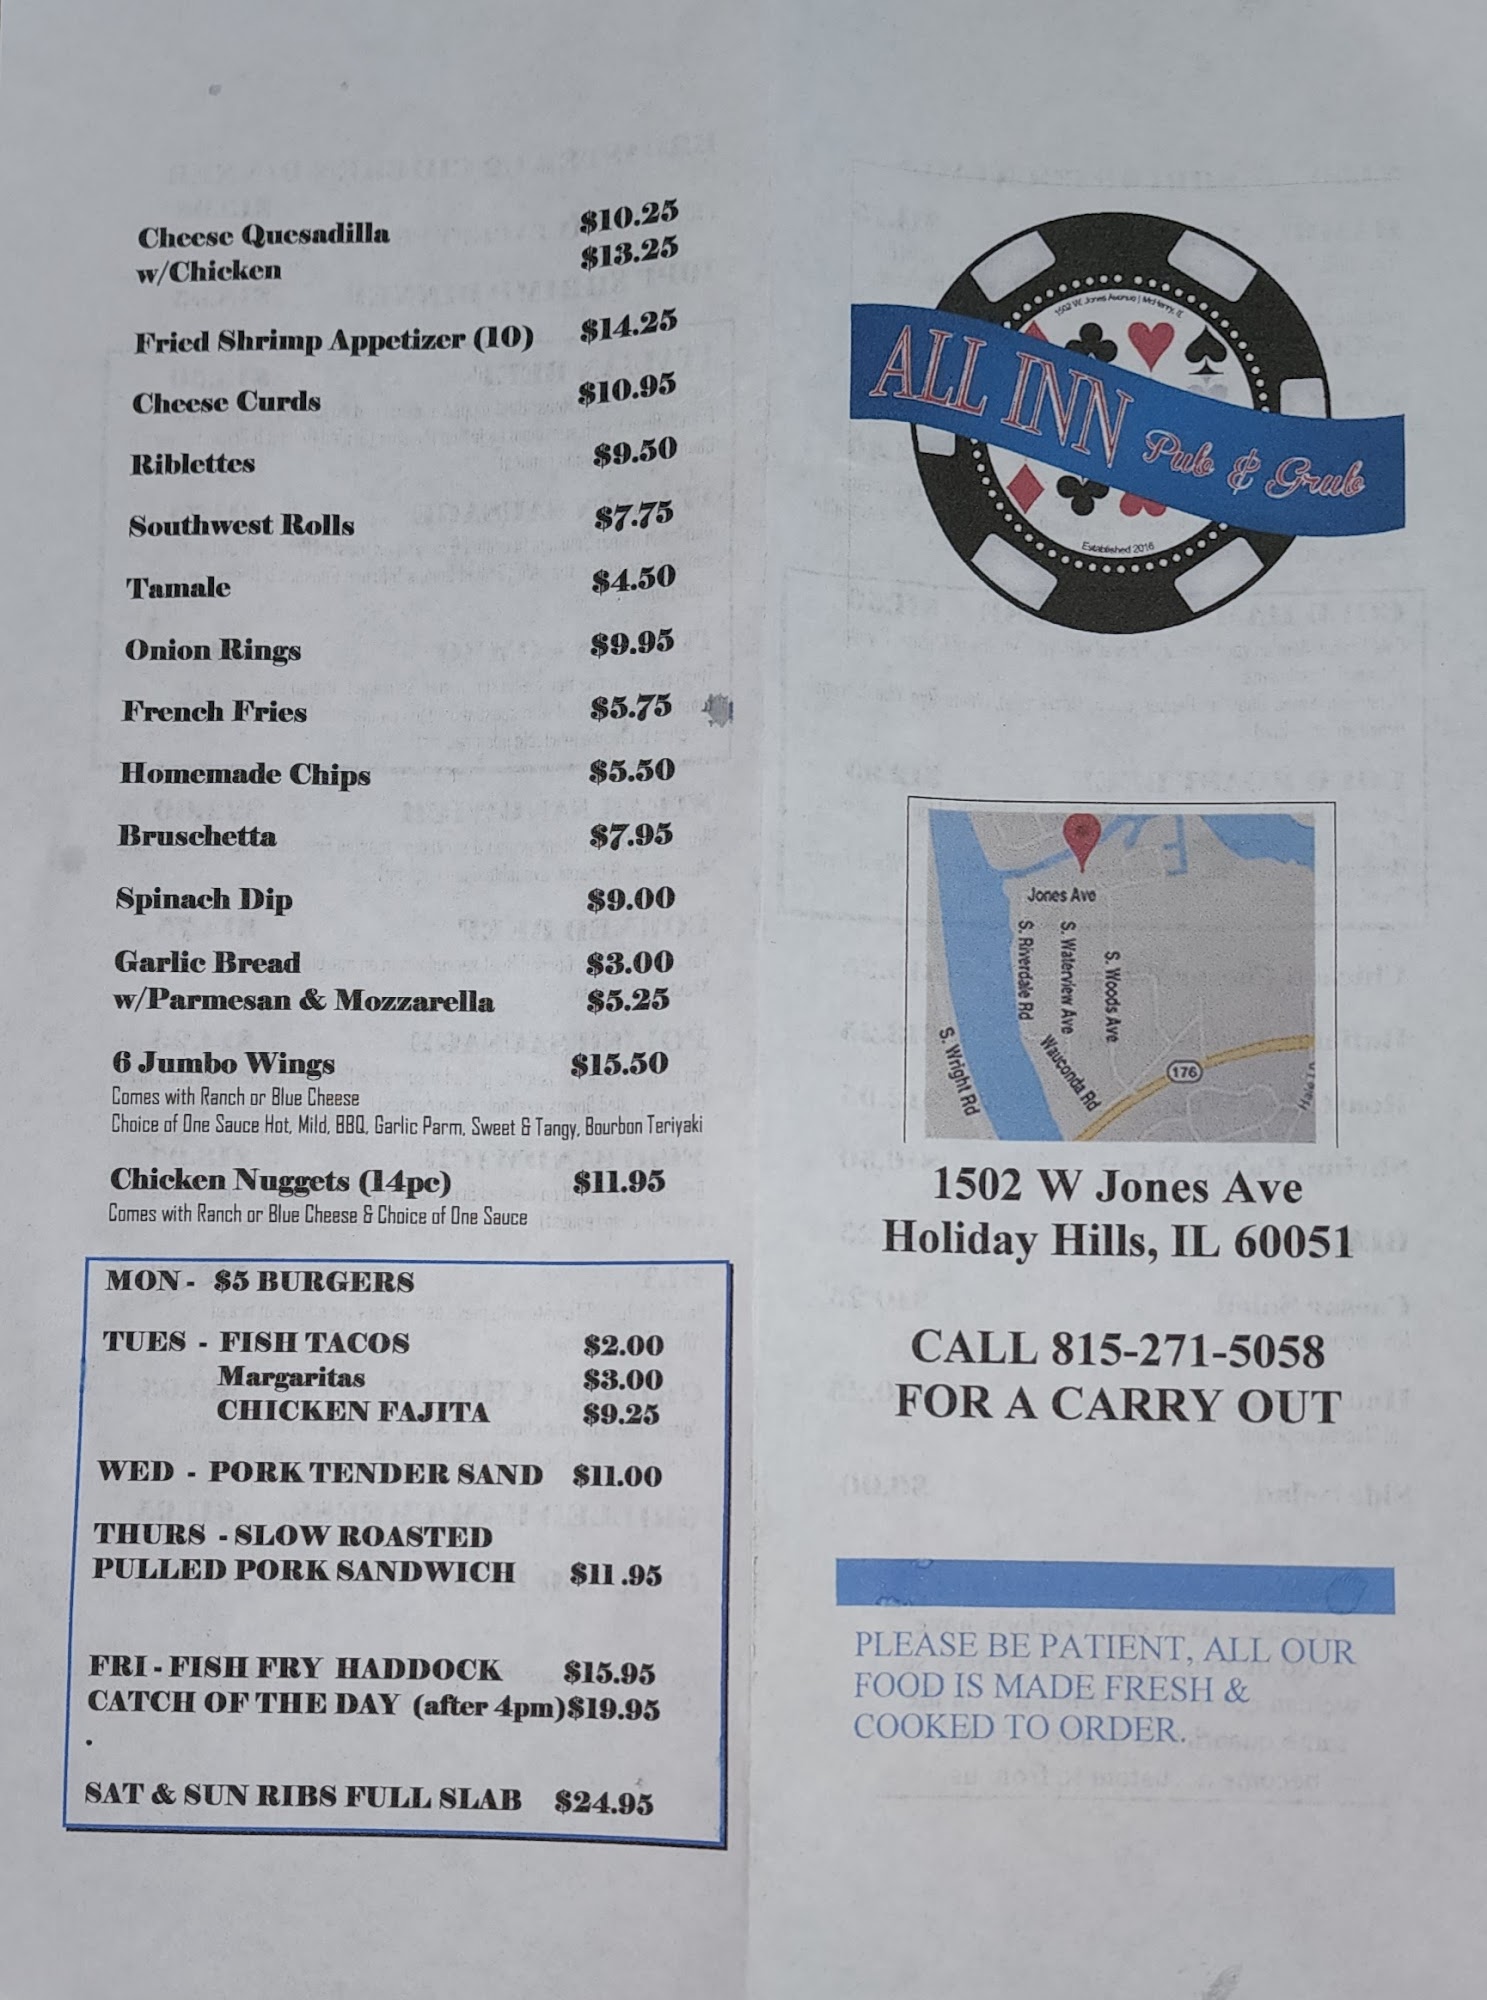 Cheese Quesadilla $10.25
w/Chicken $13.25
Fried Shrimp Appetizer (10) $14.25
Cheese Curds $10.95
Riblettes $9.50
Southwest Rolls $7.75
Tamale $4.50
Onion Rings $9.95
French Fries $5.75
Homemade Chips $5.50
Bruschetta $7.95
Spinach Dip $9.00
Garlic Bread $3.00
w/Parmesan & Mozzarella $5.25
6 Jumbo Wings $15.50
Comes with Ranch or Blue Cheese
Choice of One Sauce Hot, Mild, BBQ, Garlic Parm, Sweet & Tangy, Bourbon Teriyaki
Chicken Nuggets (14pc) $11.95
Comes with Ranch or Blue Cheese & Choice of One Sauce
MON - $5 BURGERS
TUES - FISH TACOS $2.00
Margaritas $3.00
CHICKEN FAJITA $9.25
WED - PORK TENDER SAND $11.00
THURS - SLOW ROASTED
PULLED PORK SANDWICH $11.95
FRI - FISH FRY HADDOCK $15.95
CATCH OF THE DAY (after 4pm) $19.95
.
SAT & SUN RIBS FULL SLAB $24.95
1502 W. Jones Avenue | McHenry, IL
ALL INN Pub & Grub
Established 2016
Jones Ave
S. Riverdale Rd
S. Waterview Ave
S. Woods Ave
S. Wright Rd
Wauconda Rd
176
1502 W Jones Ave
Holiday Hills, IL 60051
CALL 815-271-5058
FOR A CARRY OUT
PLEASE BE PATIENT, ALL OUR
FOOD IS MADE FRESH &
COOKED TO ORDER.